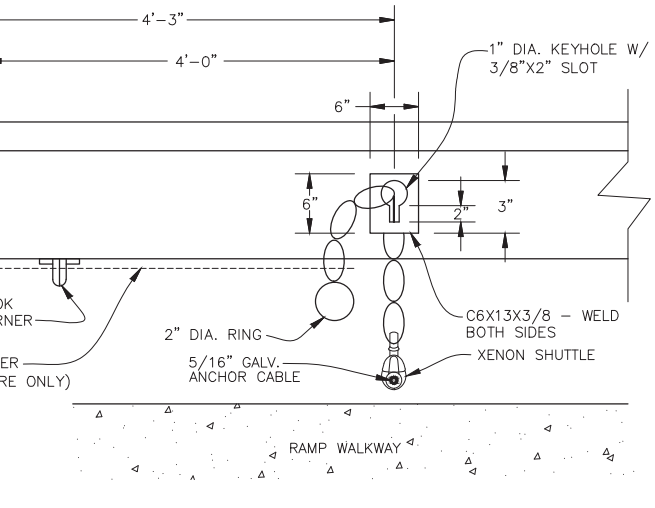 4'-3"
4'-0"
1" DIA. KEYHOLE W/
3/8"X2" SLOT
6"
6"
2"
3"
OK
RNER
2" DIA. RING
C6X13X3/8 – WELD
BOTH SIDES
ER
RE ONLY)
5/16" GALV.
ANCHOR CABLE
XENON SHUTTLE
RAMP WALKWAY